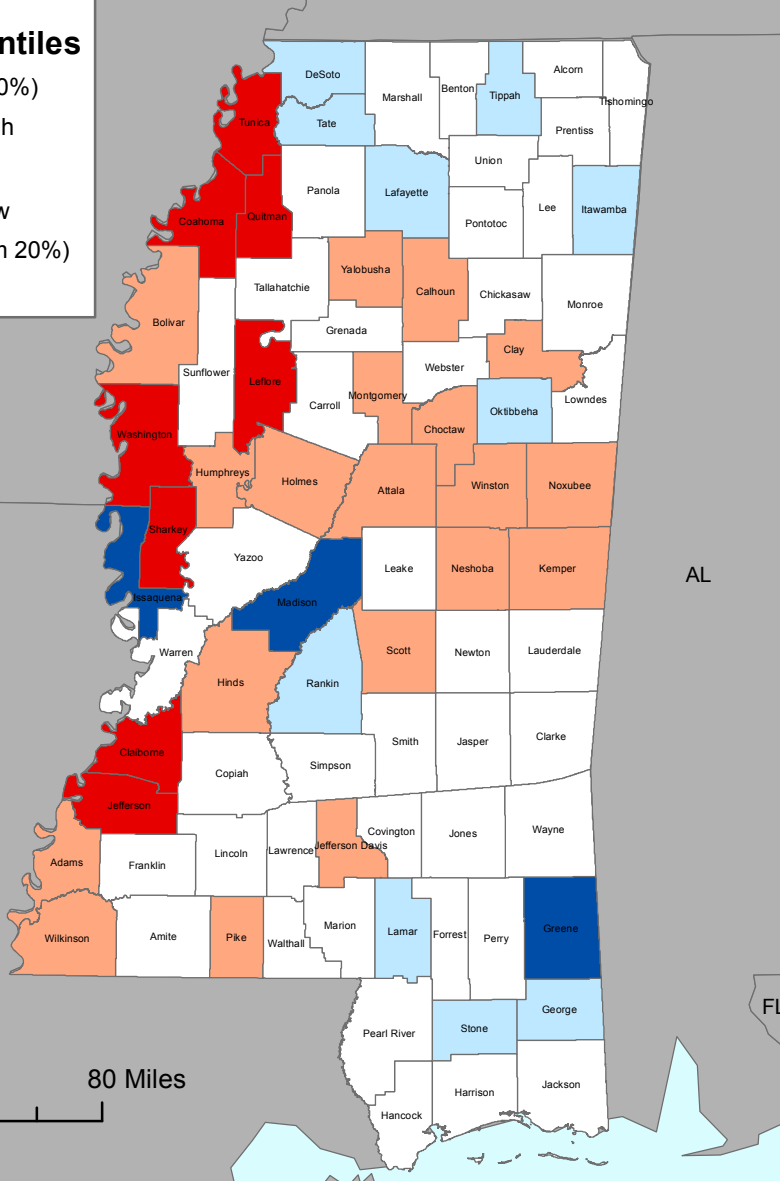 ntiles
0%)
h
w
n 20%)
DeSoto
Alcorn
Benton
Marshall
Tippah
Tishomingo
Tunica
Tate
Prentiss
Union
Panola
Lafayette
Lee
Itawamba
Coahoma
Quitman
Pontotoc
Yalobusha
Tallahatchie
Calhoun
Chickasaw
Monroe
Bolivar
Grenada
Clay
Sunflower
Leflore
Webster
Montgomery
Lowndes
Carroll
Oktibbeha
Washington
Choctaw
Humphreys
Holmes
Attala
Winston
Noxubee
Sharkey
Yazoo
Leake
Neshoba
Kemper
AL
Issaquena
Madison
Warren
Scott
Newton
Lauderdale
Hinds
Rankin
Smith
Jasper
Clarke
Claiborne
Copiah
Simpson
Jefferson
Covington
Jones
Wayne
Jefferson Davis
Lawrence
Lincoln
Adams
Franklin
Marion
Lamar
Forrest
Perry
Greene
Wilkinson
Amite
Pike
Walthall
George
FL
Stone
Pearl River
80 Miles
Jackson
Harrison
Hancock